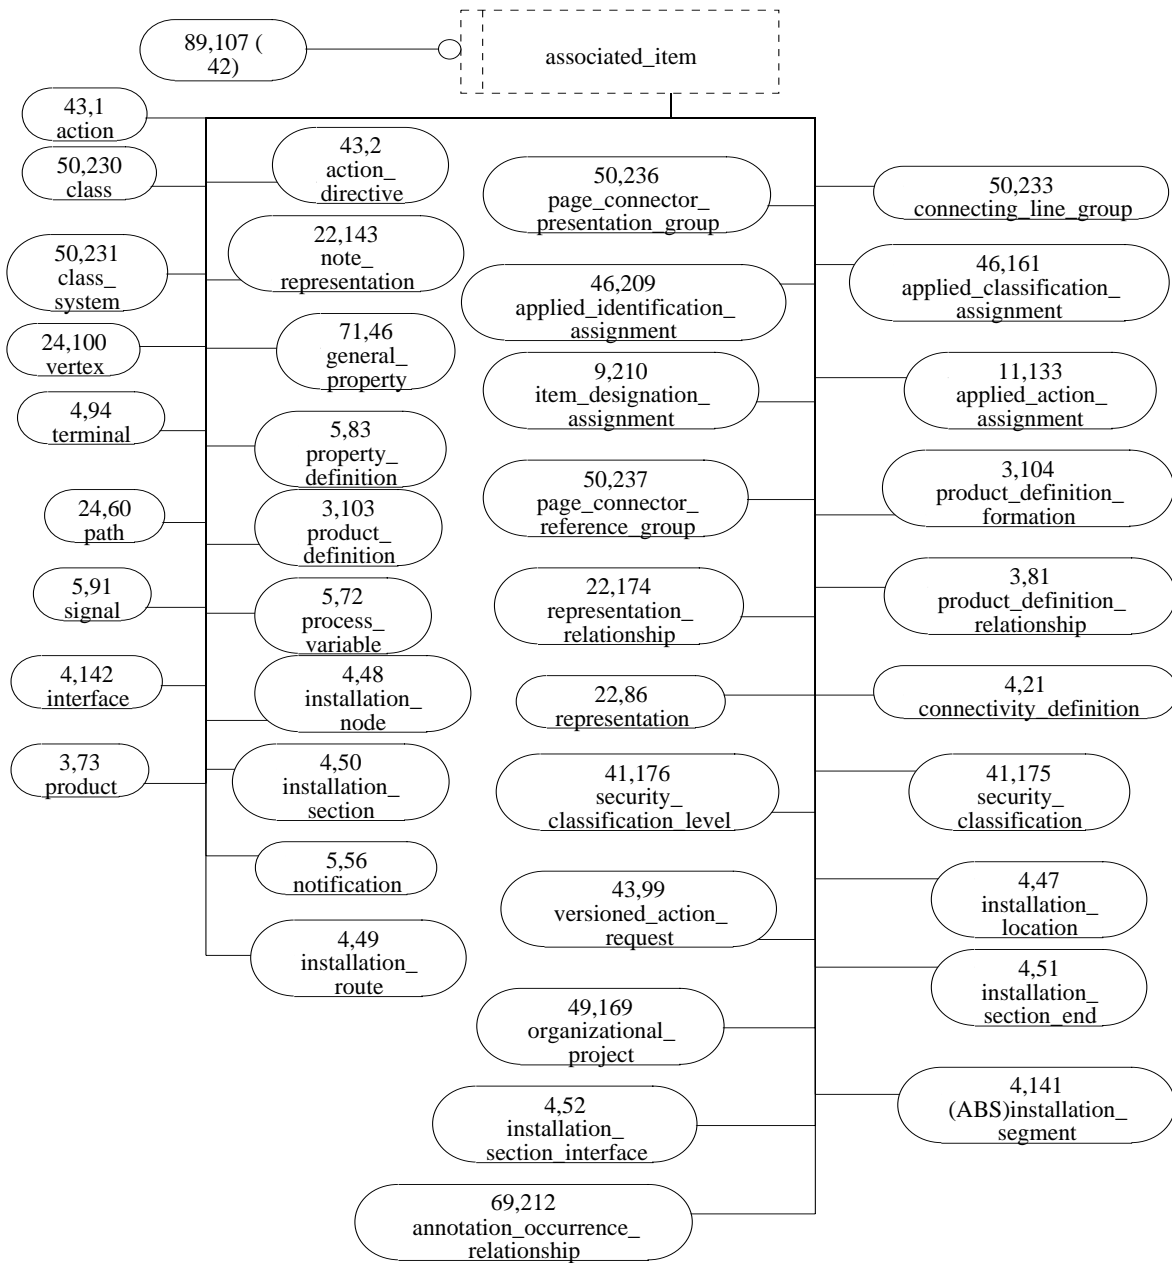 89,107 (
42)
associated_item
43,1
action
50,230
class
50,231
class_
system
24,100
vertex
4,94
terminal
24,60
path
5,91
signal
4,142
interface
3,73
product
43,2
action_
directive
22,143
note_
representation
71,46
general_
property
5,83
property_
definition
3,103
product_
definition
5,72
process_
variable
4,48
installation_
node
4,50
installation_
section
5,56
notification
4,49
installation_
route
50,236
page_connector_
presentation_group
46,209
applied_identification_
assignment
9,210
item_designation_
assignment
50,237
page_connector_
reference_group
22,174
representation_
relationship
22,86
representation
41,176
security_
classification_level
43,99
versioned_action_
request
49,169
organizational_
project
4,52
installation_
section_interface
69,212
annotation_occurrence_
relationship
50,233
connecting_line_group
46,161
applied_classification_
assignment
11,133
applied_action_
assignment
3,104
product_definition_
formation
3,81
product_definition_
relationship
4,21
connectivity_definition
41,175
security_
classification
4,47
installation_
location
4,51
installation_
section_end
4,141
(ABS)installation_
segment